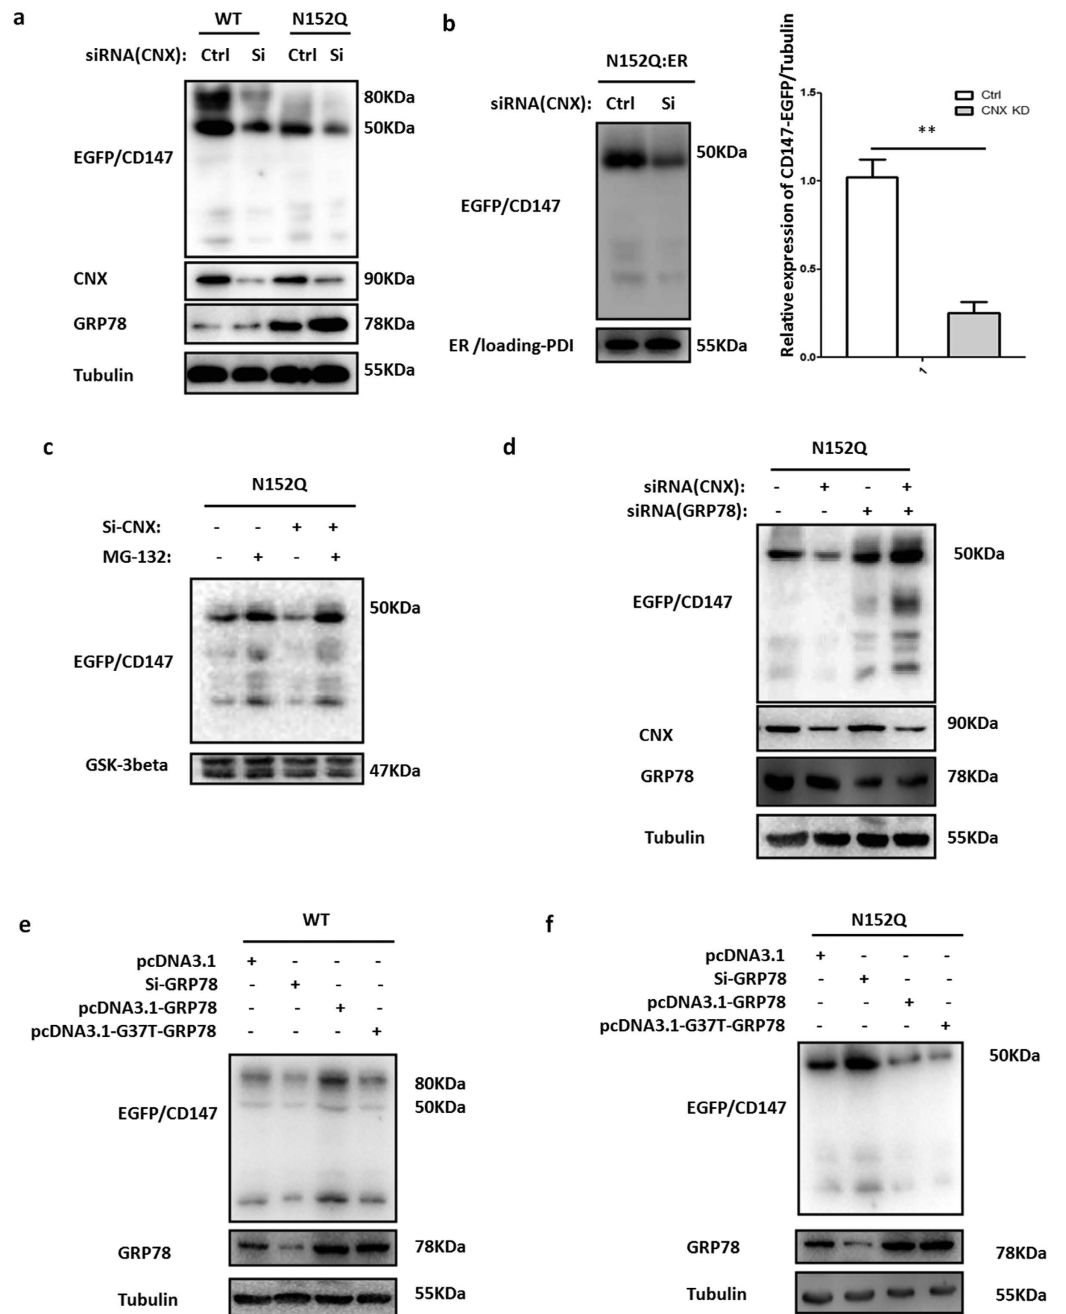 a
WT N152Q
siRNA(CNX): Ctrl Si Ctrl Si
80KDa
50KDa
EGFP/CD147
CNX 90KDa
GRP78 78KDa
Tubulin 55KDa
b
N152Q:ER
siRNA(CNX): Ctrl Si
50KDa
EGFP/CD147
ER /loading-PDI 55KDa
Relative expression of CD147-EGFP/Tubulin
1.5
1.0
0.5
0.0
Ctrl
CNX KD
**
1
c
N152Q
Si-CNX: - - + +
MG-132: - + - +
50KDa
EGFP/CD147
GSK-3beta 47KDa
d
N152Q
siRNA(CNX): - + - +
siRNA(GRP78): - - + +
50KDa
EGFP/CD147
CNX 90KDa
GRP78 78KDa
Tubulin 55KDa
e
WT
pcDNA3.1 + - - -
Si-GRP78 - + - -
pcDNA3.1-GRP78 - - + -
pcDNA3.1-G37T-GRP78 - - - +
80KDa
50KDa
EGFP/CD147
GRP78 78KDa
Tubulin 55KDa
f
N152Q
pcDNA3.1 + - - -
Si-GRP78 - + - -
pcDNA3.1-GRP78 - - + -
pcDNA3.1-G37T-GRP78 - - - +
50KDa
EGFP/CD147
GRP78 78KDa
Tubulin 55KDa